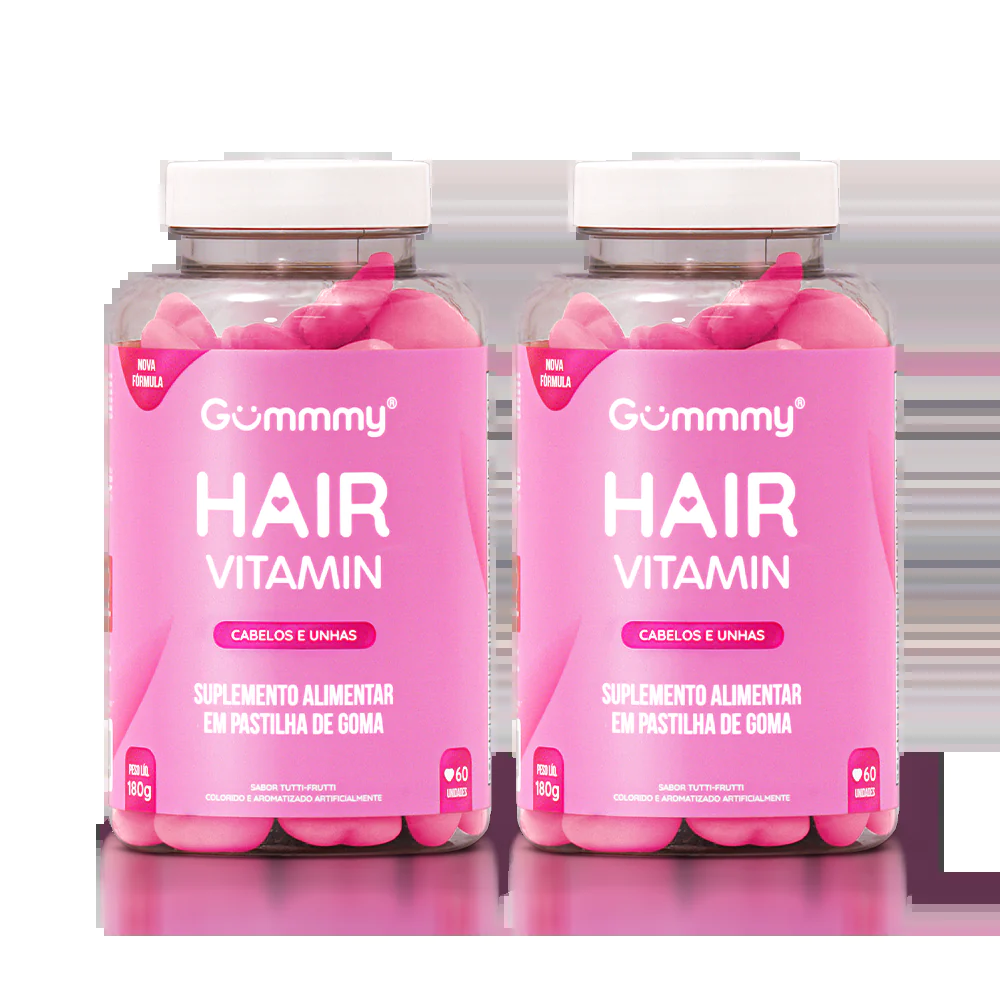 NOVA
FÓRMULA
Gummmy®
HAIR
VITAMIN
CABELOS E UNHAS
SUPLEMENTO ALIMENTAR
EM PASTILHA DE GOMA
PESO LÍQ.
180g
60
UNIDADES
SABOR TUTTI-FRUTTI
COLORIDO E AROMATIZADO ARTIFICIALMENTE
NOVA
FÓRMULA
Gummmy®
HAIR
VITAMIN
CABELOS E UNHAS
SUPLEMENTO ALIMENTAR
EM PASTILHA DE GOMA
PESO LÍQ.
180g
60
UNIDADES
SABOR TUTTI-FRUTTI
COLORIDO E AROMATIZADO ARTIFICIALMENTE